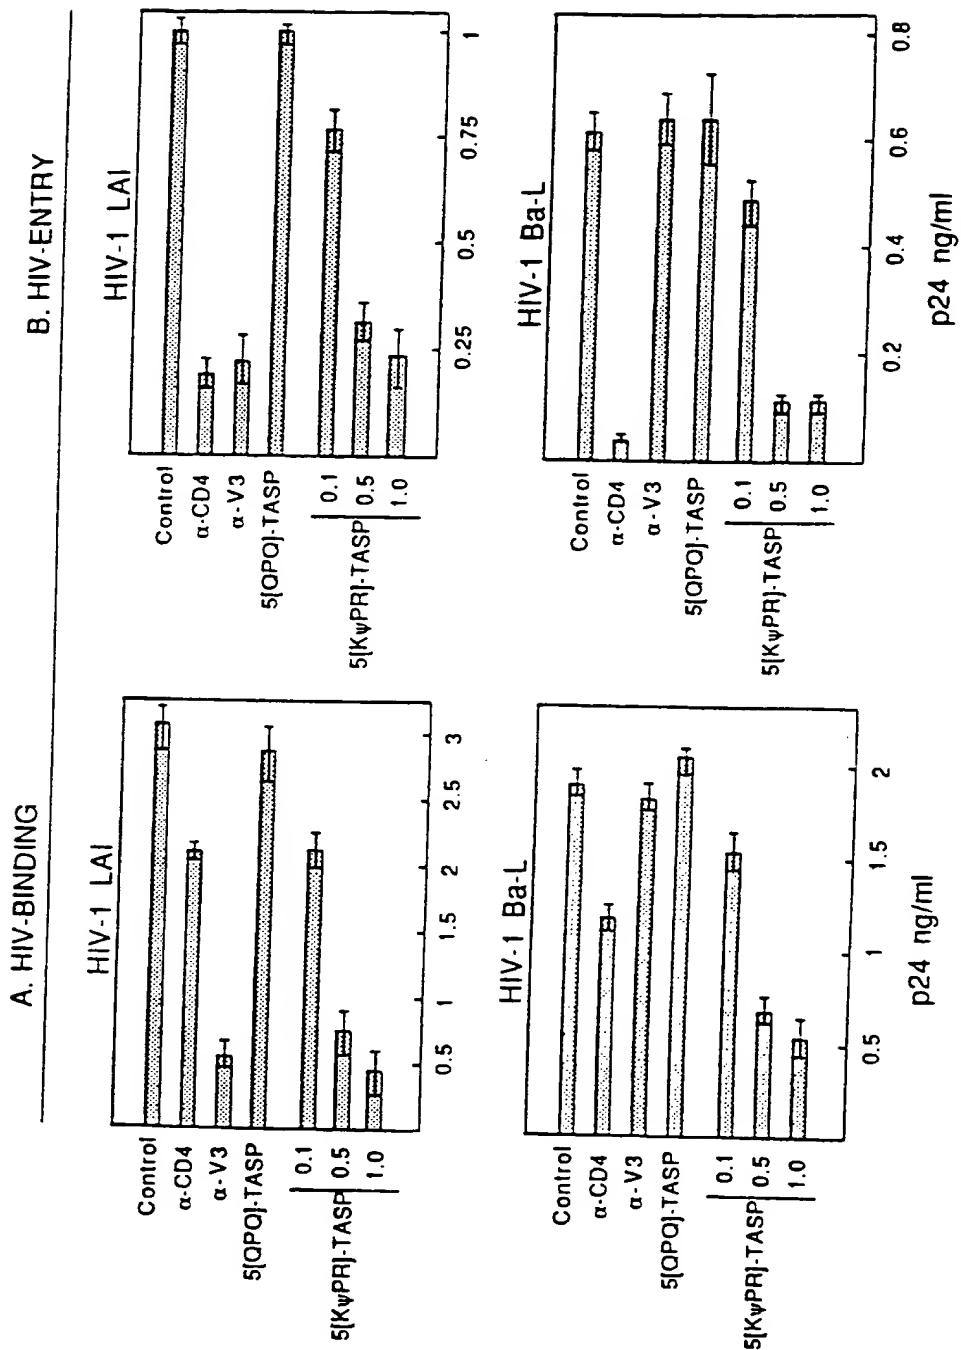 A. HIV-BINDING
HIV-1 LAI
Control
α-CD4
α-V3
5[QPQ]-TASP
5[KψPR]-TASP
0.1
0.5
1.0
0.5 1 1.5 2 2.5 3
HIV-1 Ba-L
Control
α-CD4
α-V3
5[QPQ]-TASP
5[KψPR]-TASP
0.1
0.5
1.0
0.5 1 1.5 2
p24 ng/ml
B. HIV-ENTRY
HIV-1 LAI
Control
α-CD4
α-V3
5[QPQ]-TASP
5[KψPR]-TASP
0.1
0.5
1.0
0.25 0.5 0.75 1
HIV-1 Ba-L
Control
α-CD4
α-V3
5[QPQ]-TASP
5[KψPR]-TASP
0.1
0.5
1.0
0.2 0.4 0.6 0.8
p24 ng/ml